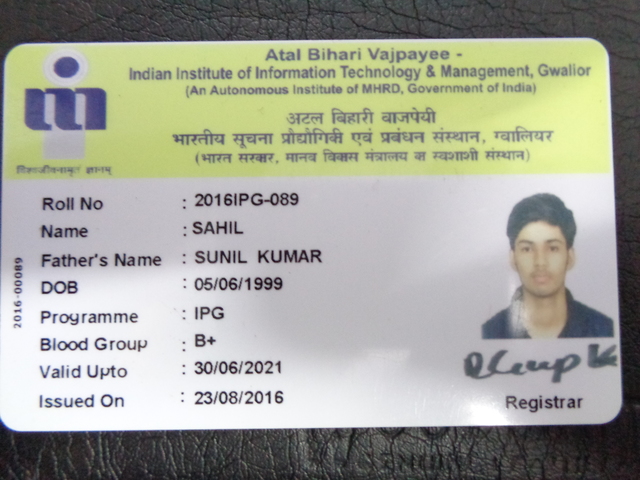 Atal Bihari Vajpayee -
Indian Institute of Information Technology & Management, Gwalior
(An Autonomous Institute of MHRD, Government of India)
अटल बिहारी वाजपेयी
भारतीय सूचना प्रौद्योगिकी एवं प्रबंधन संस्थान, ग्वालियर
(भारत सरकार, मानव विकास मंत्रालय का स्वशाशी संस्थान)
विश्वजीवनामृतं ज्ञानम्
Roll No : 2016IPG-089
Name : SAHIL
Father's Name : SUNIL KUMAR
DOB : 05/06/1999
Programme : IPG
Blood Group : B+
Valid Upto : 30/06/2021
Issued On : 23/08/2016
2016-00089
Registrar